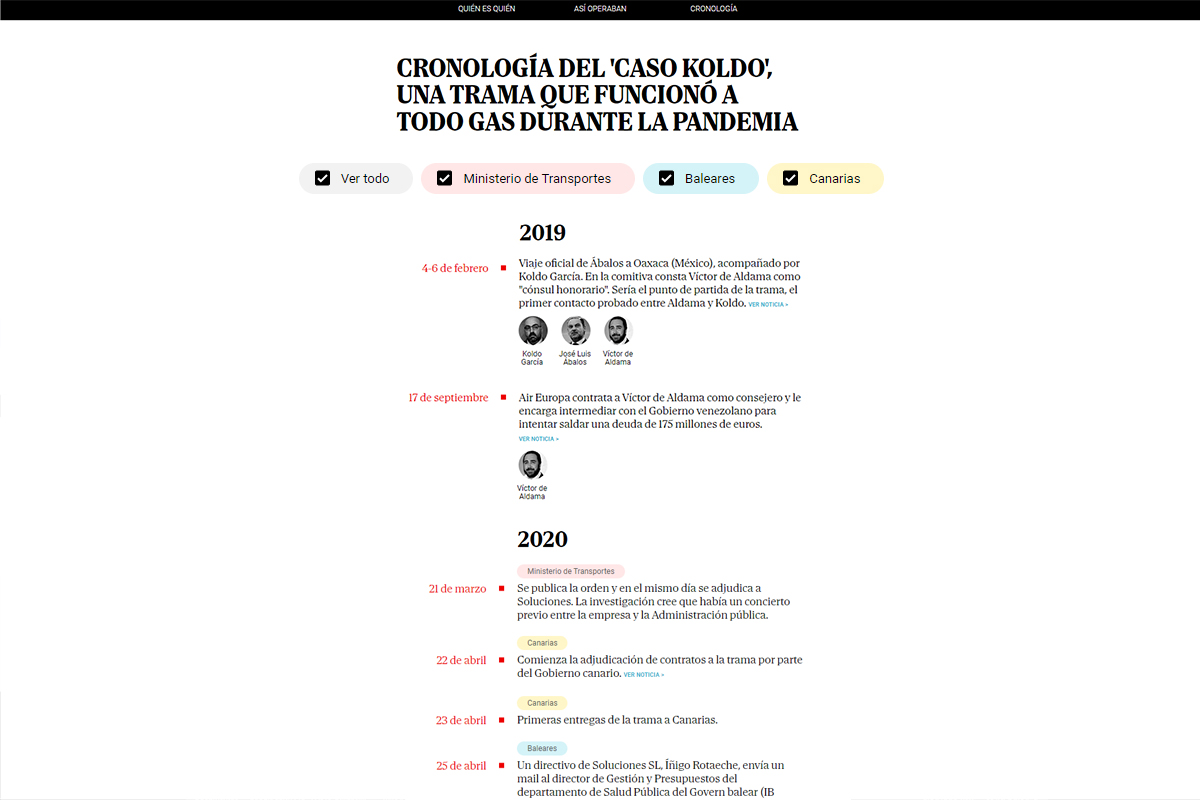 QUIÉN ES QUIÉN
ASÍ OPERABAN
CRONOLOGÍA
CRONOLOGÍA DEL 'CASO KOLDO',
UNA TRAMA QUE FUNCIONÓ A
TODO GAS DURANTE LA PANDEMIA
Ver todo
Ministerio de Transportes
Baleares
Canarias
2019
4-6 de febrero
Viaje oficial de Ábalos a Oaxaca (México), acompañado por
Koldo García. En la comitiva consta Víctor de Aldama como
"cónsul honorario". Sería el punto de partida de la trama, el
primer contacto probado entre Aldama y Koldo. VER NOTICIA >
Koldo
García
José Luis
Ábalos
Víctor de
Aldama
17 de septiembre
Air Europa contrata a Víctor de Aldama como consejero y le
encarga intermediar con el Gobierno venezolano para
intentar saldar una deuda de 175 millones de euros.
VER NOTICIA >
Víctor de
Aldama
2020
Ministerio de Transportes
21 de marzo
Se publica la orden y en el mismo día se adjudica a
Soluciones. La investigación cree que había un concierto
previo entre la empresa y la Administración pública.
Canarias
22 de abril
Comienza la adjudicación de contratos a la trama por parte
del Gobierno canario. VER NOTICIA >
Canarias
23 de abril
Primeras entregas de la trama a Canarias.
Baleares
25 de abril
Un directivo de Soluciones SL, Íñigo Rotaeche, envía un
mail al director de Gestión y Presupuestos del
departamento de Salud Pública del Govern balear (IB